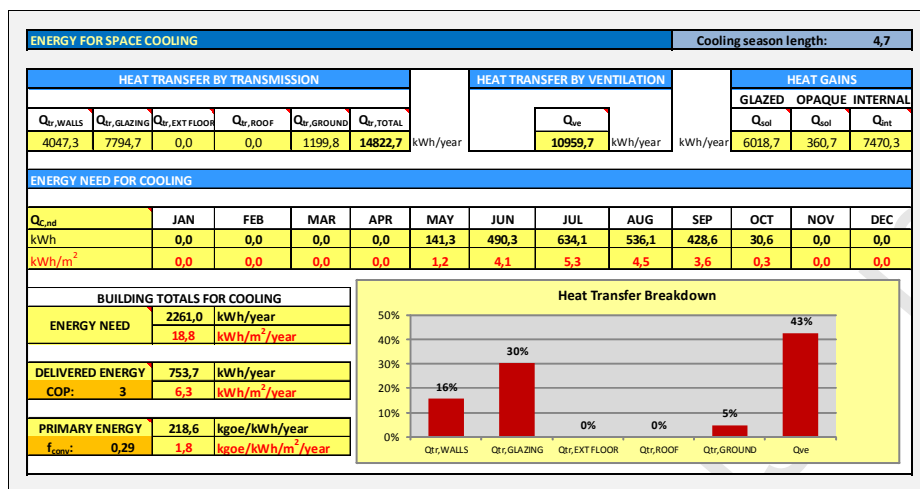 ENERGY FOR SPACE COOLING Cooling season length: 4,7
HEAT TRANSFER BY TRANSMISSION HEAT TRANSFER BY VENTILATION HEAT GAINS
GLAZED OPAQUE INTERNAL
Qtr,WALLS Qtr,GLAZING Qtr,EXT FLOOR Qtr,ROOF Qtr,GROUND Qtr,TOTAL Qve Qsol Qsol Qint
4047,3 7794,7 0,0 0,0 1199,8 14822,7 kWh/year 10959,7 kWh/year kWh/year 6018,7 360,7 7470,3
ENERGY NEED FOR COOLING
QC,nd JAN FEB MAR APR MAY JUN JUL AUG SEP OCT NOV DEC
kWh 0,0 0,0 0,0 0,0 141,3 490,3 634,1 536,1 428,6 30,6 0,0 0,0
kWh/m² 0,0 0,0 0,0 0,0 1,2 4,1 5,3 4,5 3,6 0,3 0,0 0,0
BUILDING TOTALS FOR COOLING
ENERGY NEED 2261,0 kWh/year
18,8 kWh/m²/year
DELIVERED ENERGY 753,7 kWh/year
COP: 3 6,3 kWh/m²/year
PRIMARY ENERGY 218,6 kgoe/kWh/year
fconv: 0,29 1,8 kgoe/kWh/m²/year
Heat Transfer Breakdown
50%
40%
30%
20%
10%
0%
16% 30% 0% 0% 5% 43%
Qtr,WALLS Qtr,GLAZING Qtr,EXT FLOOR Qtr,ROOF Qtr,GROUND Qve